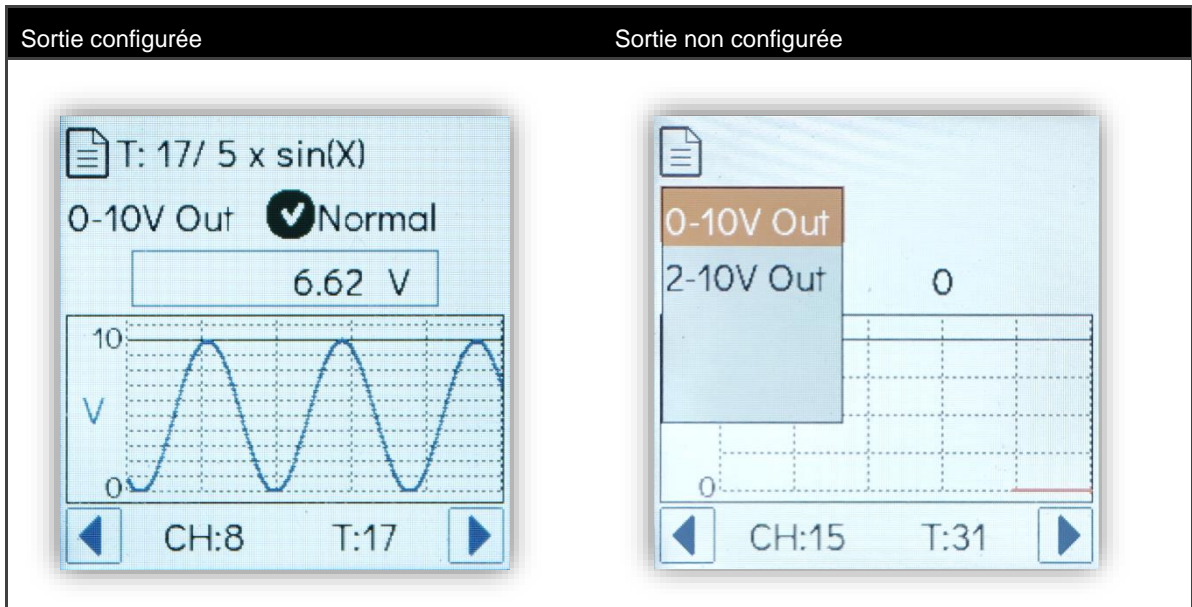 Sortie configurée
Sortie non configurée
T: 17/ 5 x sin(X)
0-10V Out Normal
6.62 V
10
V
0
CH:8 T:17
0-10V Out
2-10V Out
0
0
CH:15 T:31